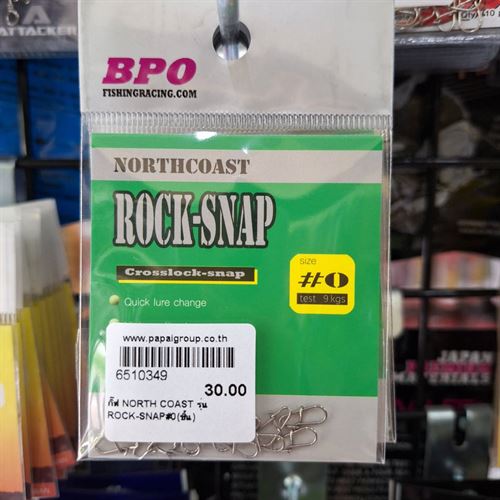 ATTACKER
BPO
FISHINGRACING.COM
NORTHCOAST
ROCK-SNAP
Crosslock-snap
size
#0
test 9 kgs
Quick lure change
www.papaigroup.co.th
6510349
30.00
กิ๊ฟ NORTH COAST รุ่น
ROCK-SNAP#0(ชิ้น)
JAPAN
MATERIALS